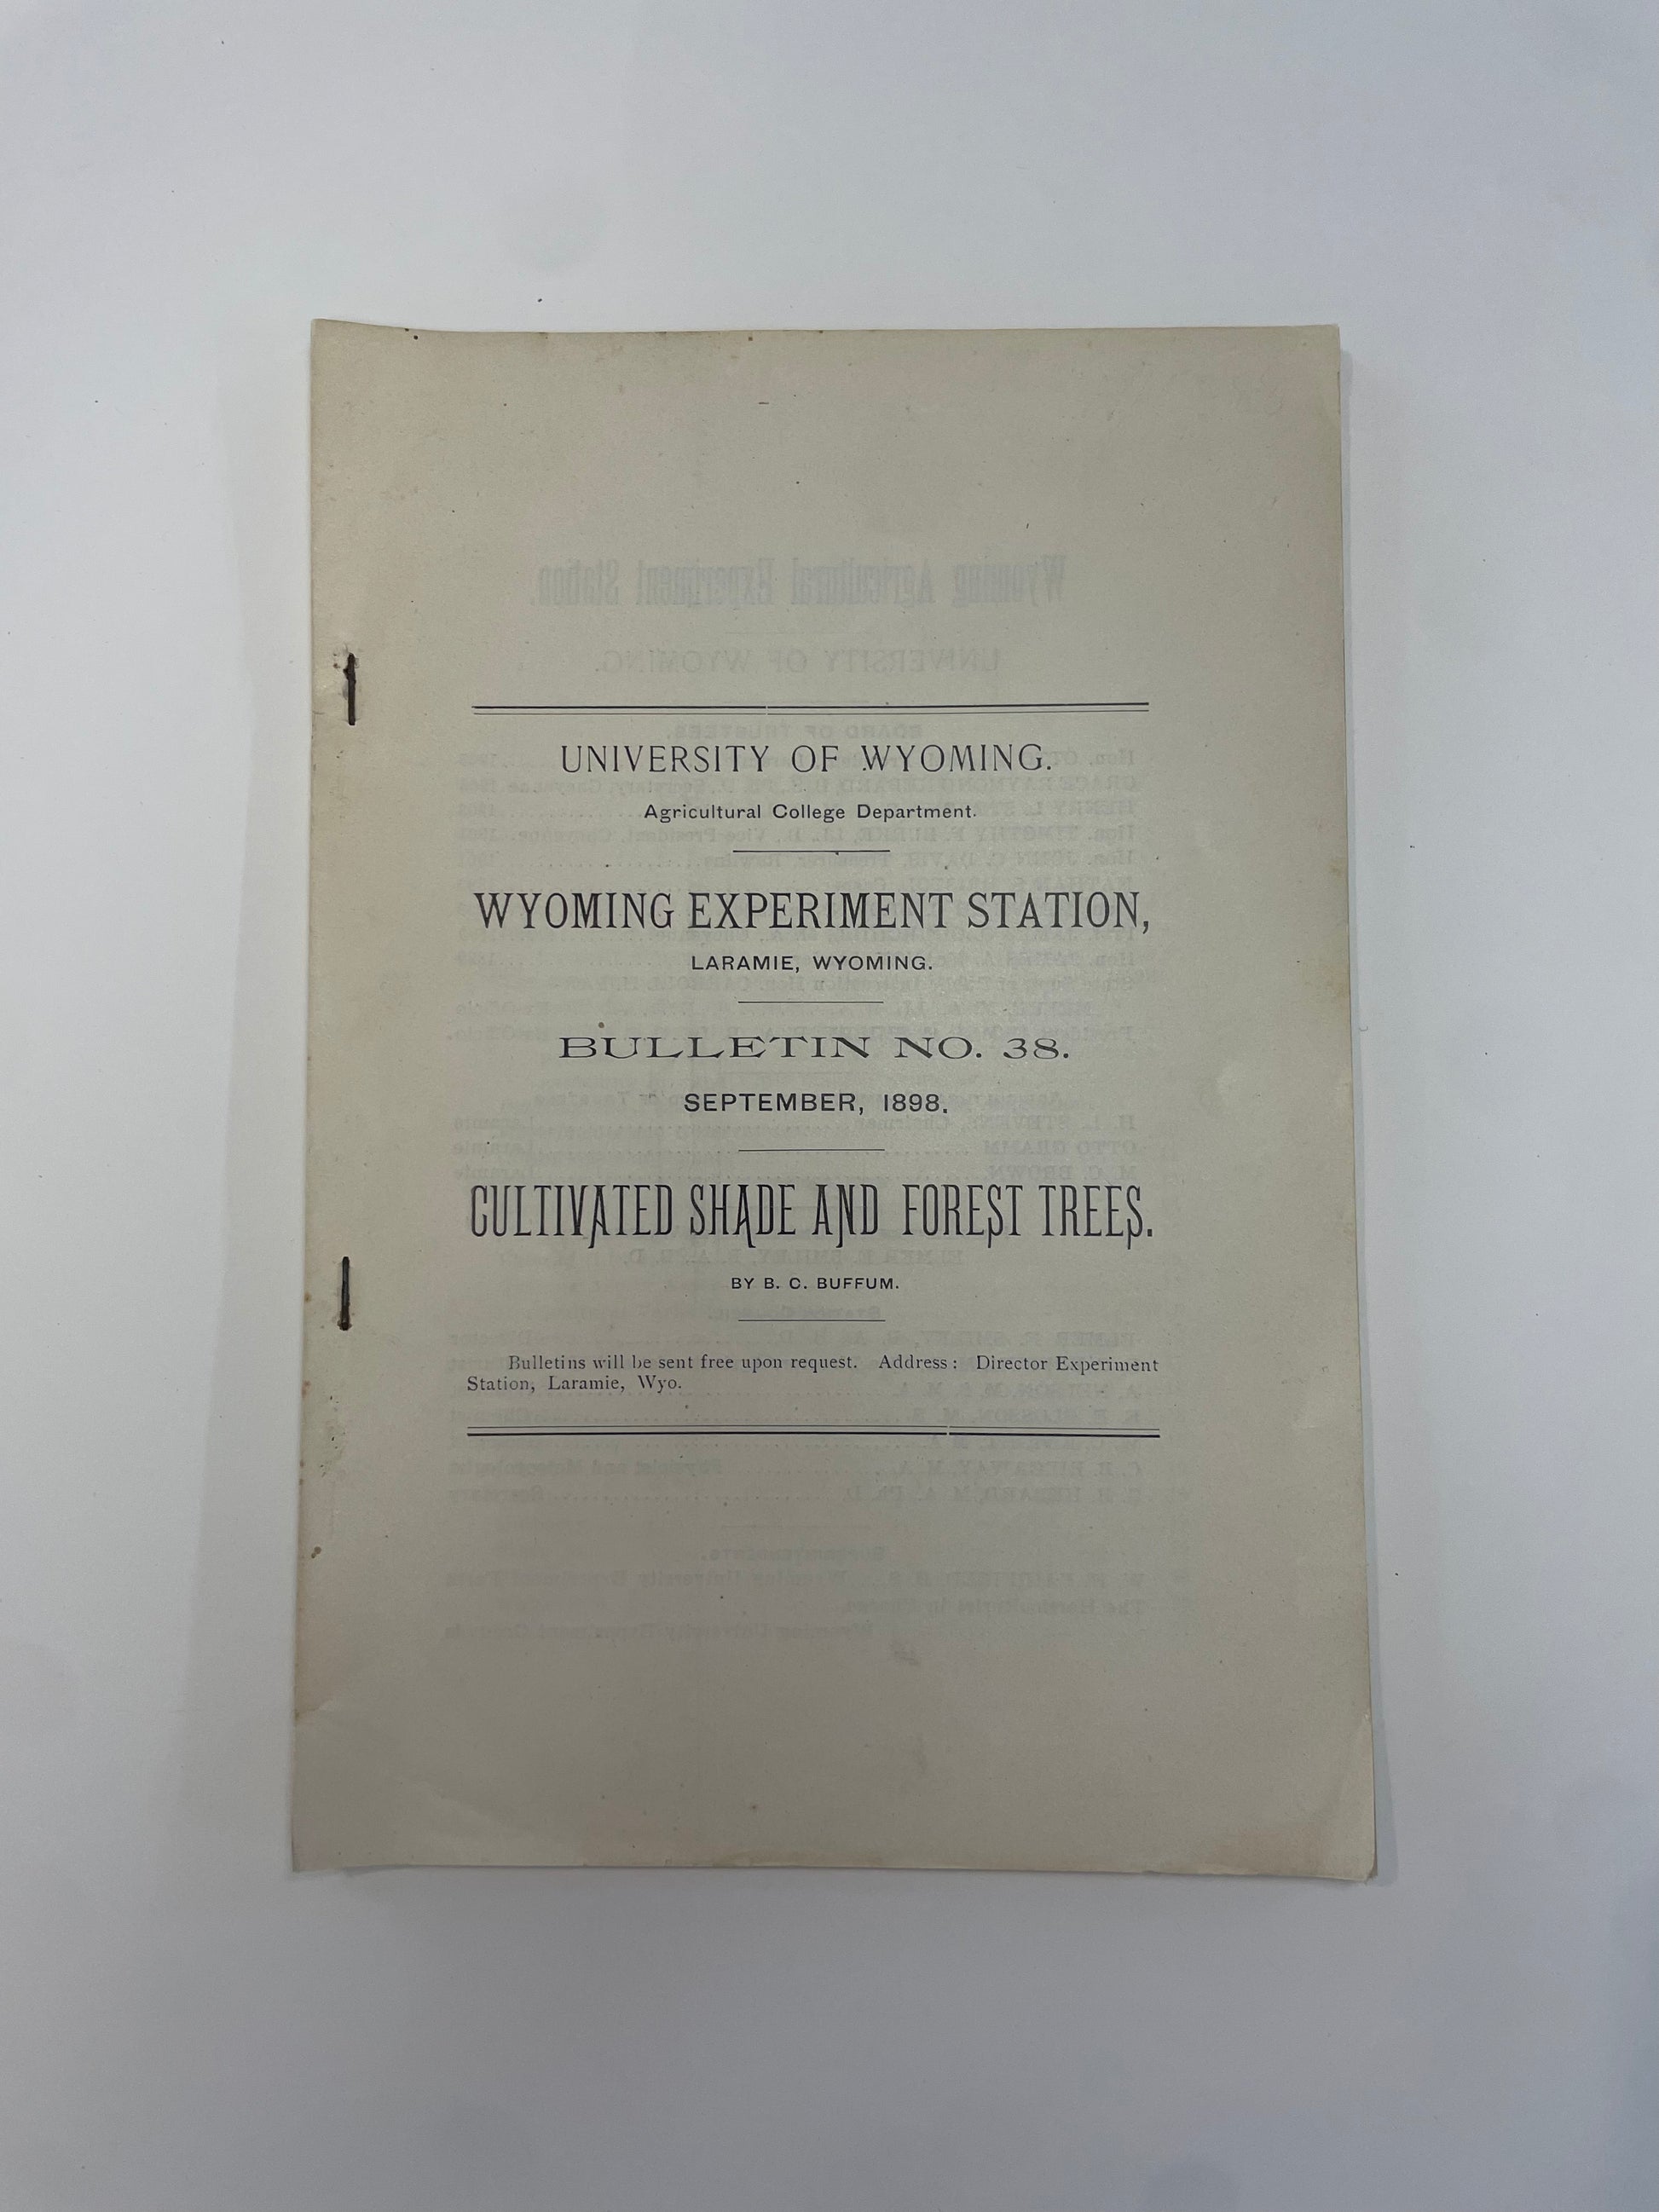 UNIVERSITY OF WYOMING.
Agricultural College Department.
WYOMING EXPERIMENT STATION,
LARAMIE, WYOMING.
BULLETIN NO. 38.
SEPTEMBER, 1898.
CULTIVATED SHADE AND FOREST TREES.
BY B. C. BUFFUM.
Bulletins will be sent free upon request. Address: Director Experiment
Station, Laramie, Wyo.